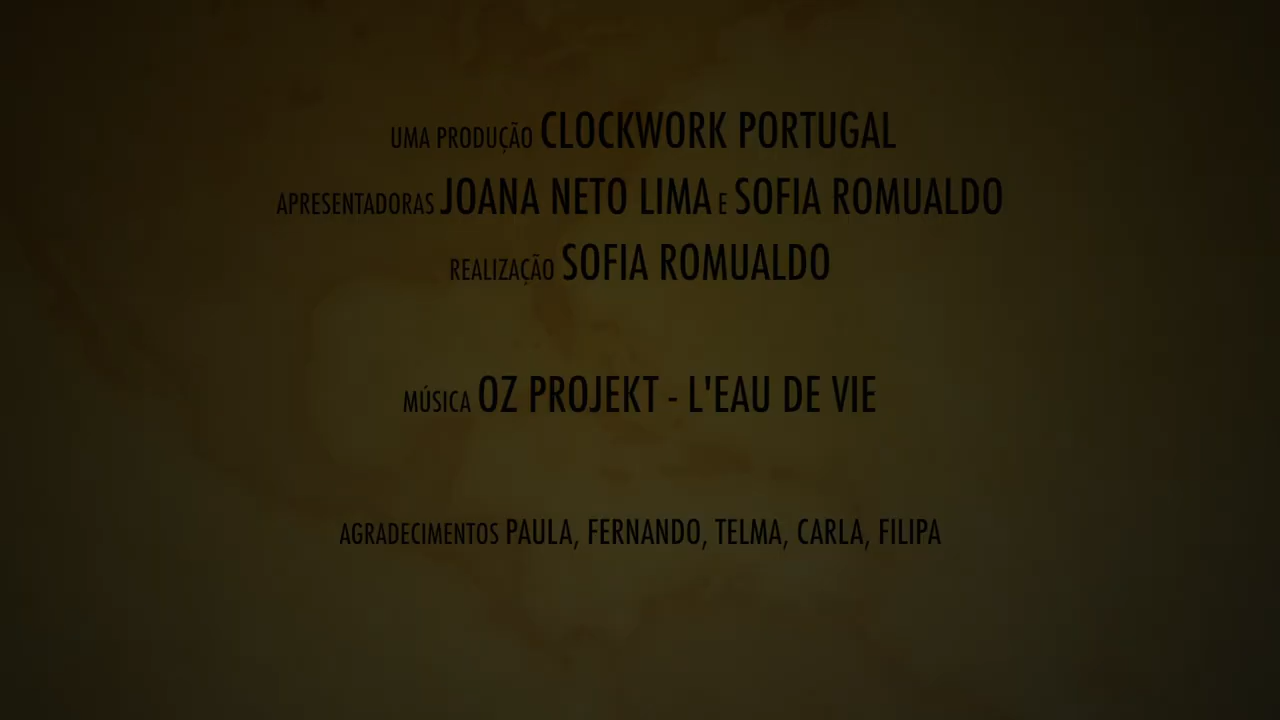 UMA PRODUÇÃO CLOCKWORK PORTUGAL
APRESENTADORAS JOANA NETO LIMA E SOFIA ROMUALDO
REALIZAÇÃO SOFIA ROMUALDO
MÚSICA OZ PROJEKT - L'EAU DE VIE
AGRADECIMENTOS PAULA, FERNANDO, TELMA, CARLA, FILIPA